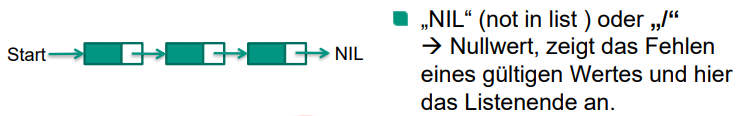 Start
NIL
„NIL“ (not in list ) oder „/“
→ Nullwert, zeigt das Fehlen
eines gültigen Wertes und hier
das Listenende an.